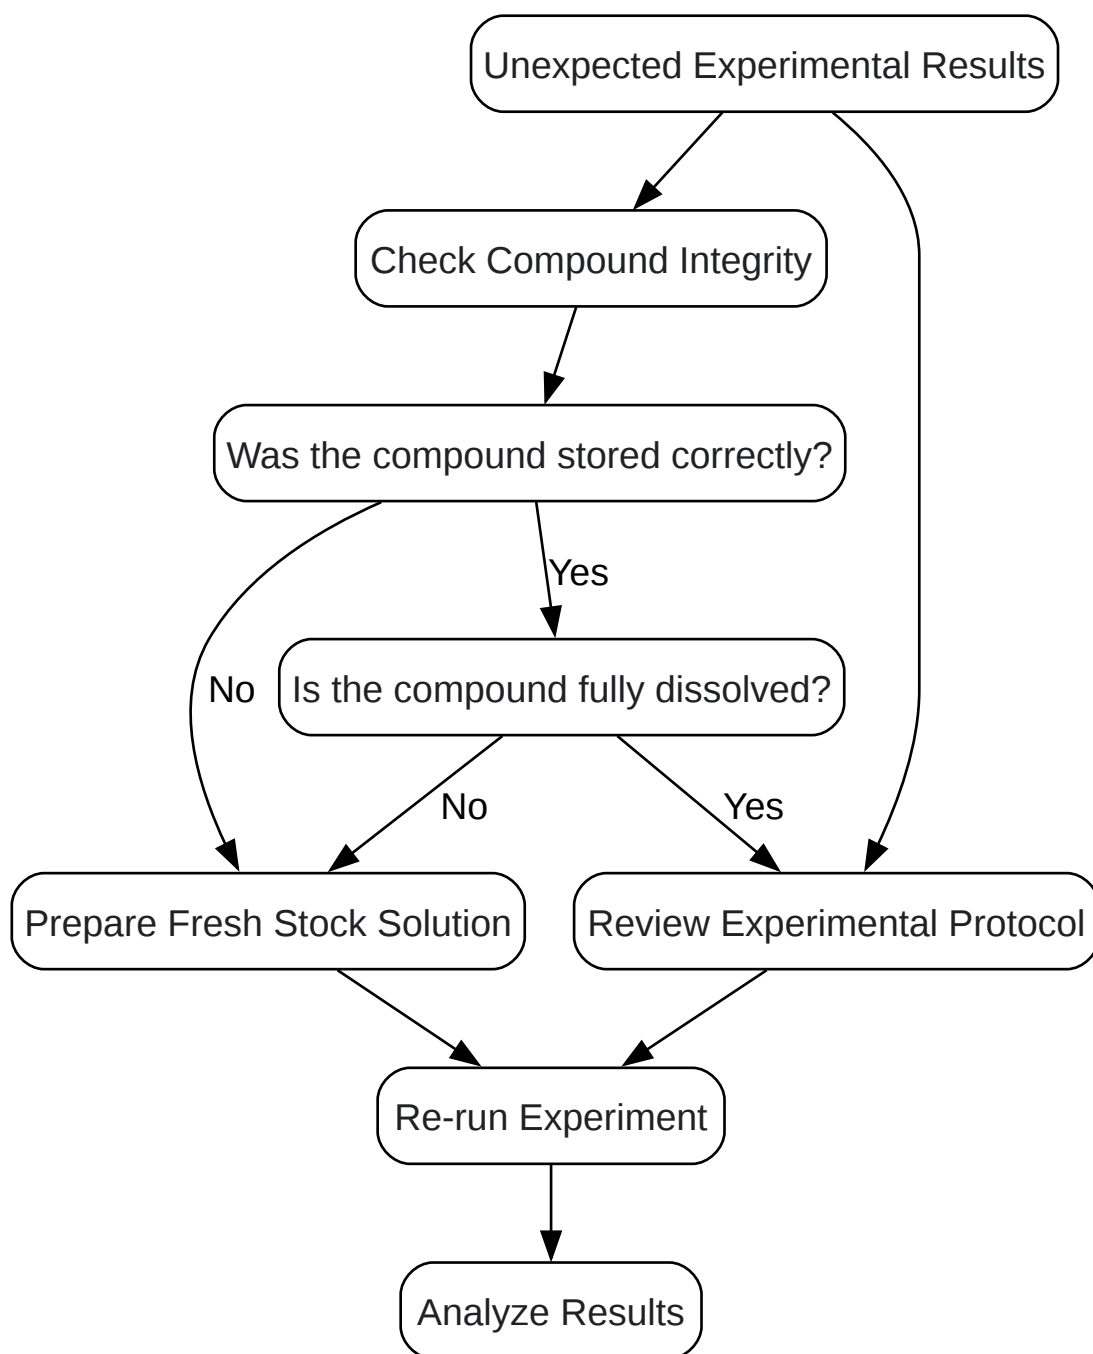 Unexpected Experimental Results
Check Compound Integrity
Was the compound stored correctly?
Yes
No
Is the compound fully dissolved?
No
Yes
Prepare Fresh Stock Solution
Review Experimental Protocol
Re-run Experiment
Analyze Results